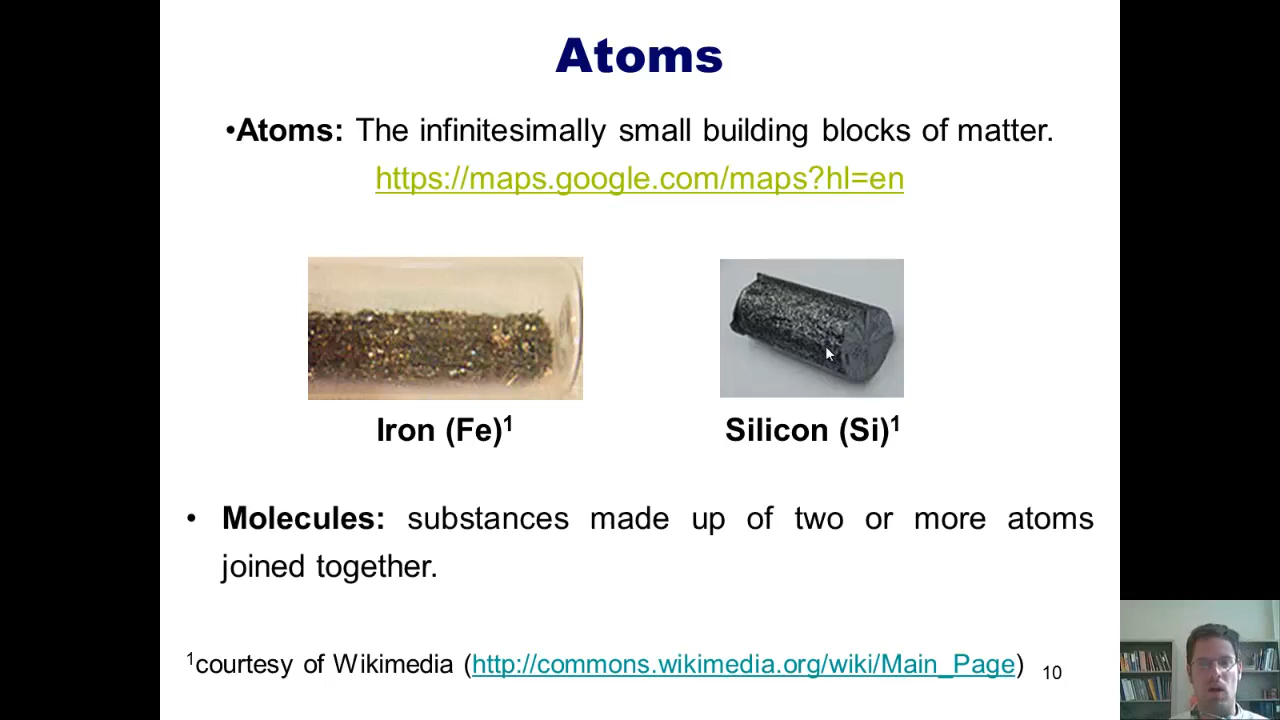 Atoms
•Atoms: The infinitesimally small building blocks of matter.
https://maps.google.com/maps?hl=en
Iron (Fe)¹
Silicon (Si)¹
• Molecules: substances made up of two or more atoms
joined together.
¹courtesy of Wikimedia (http://commons.wikimedia.org/wiki/Main_Page)
10